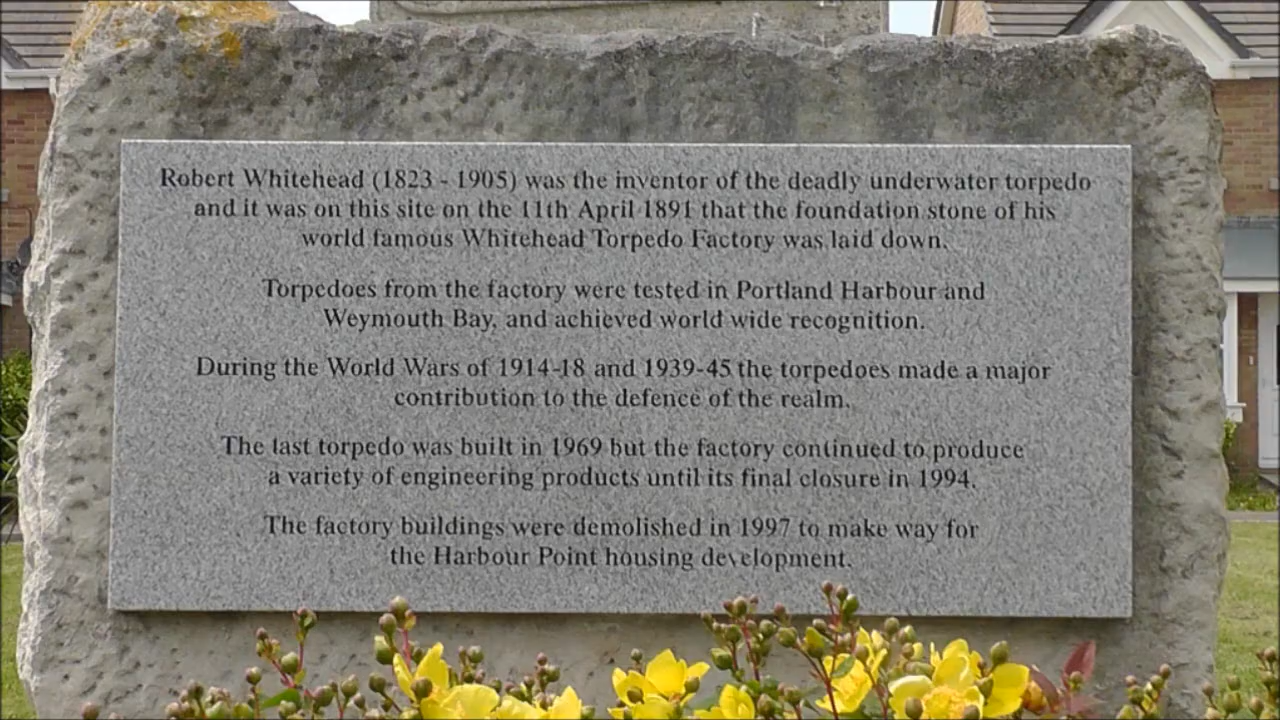 Robert Whitehead (1823 - 1905) was the inventor of the deadly underwater torpedo
and it was on this site on the 11th April 1891 that the foundation stone of his
world famous Whitehead Torpedo Factory was laid down.
Torpedoes from the factory were tested in Portland Harbour and
Weymouth Bay, and achieved world wide recognition.
During the World Wars of 1914-18 and 1939-45 the torpedoes made a major
contribution to the defence of the realm.
The last torpedo was built in 1969 but the factory continued to produce
a variety of engineering products until its final closure in 1994.
The factory buildings were demolished in 1997 to make way for
the Harbour Point housing development.